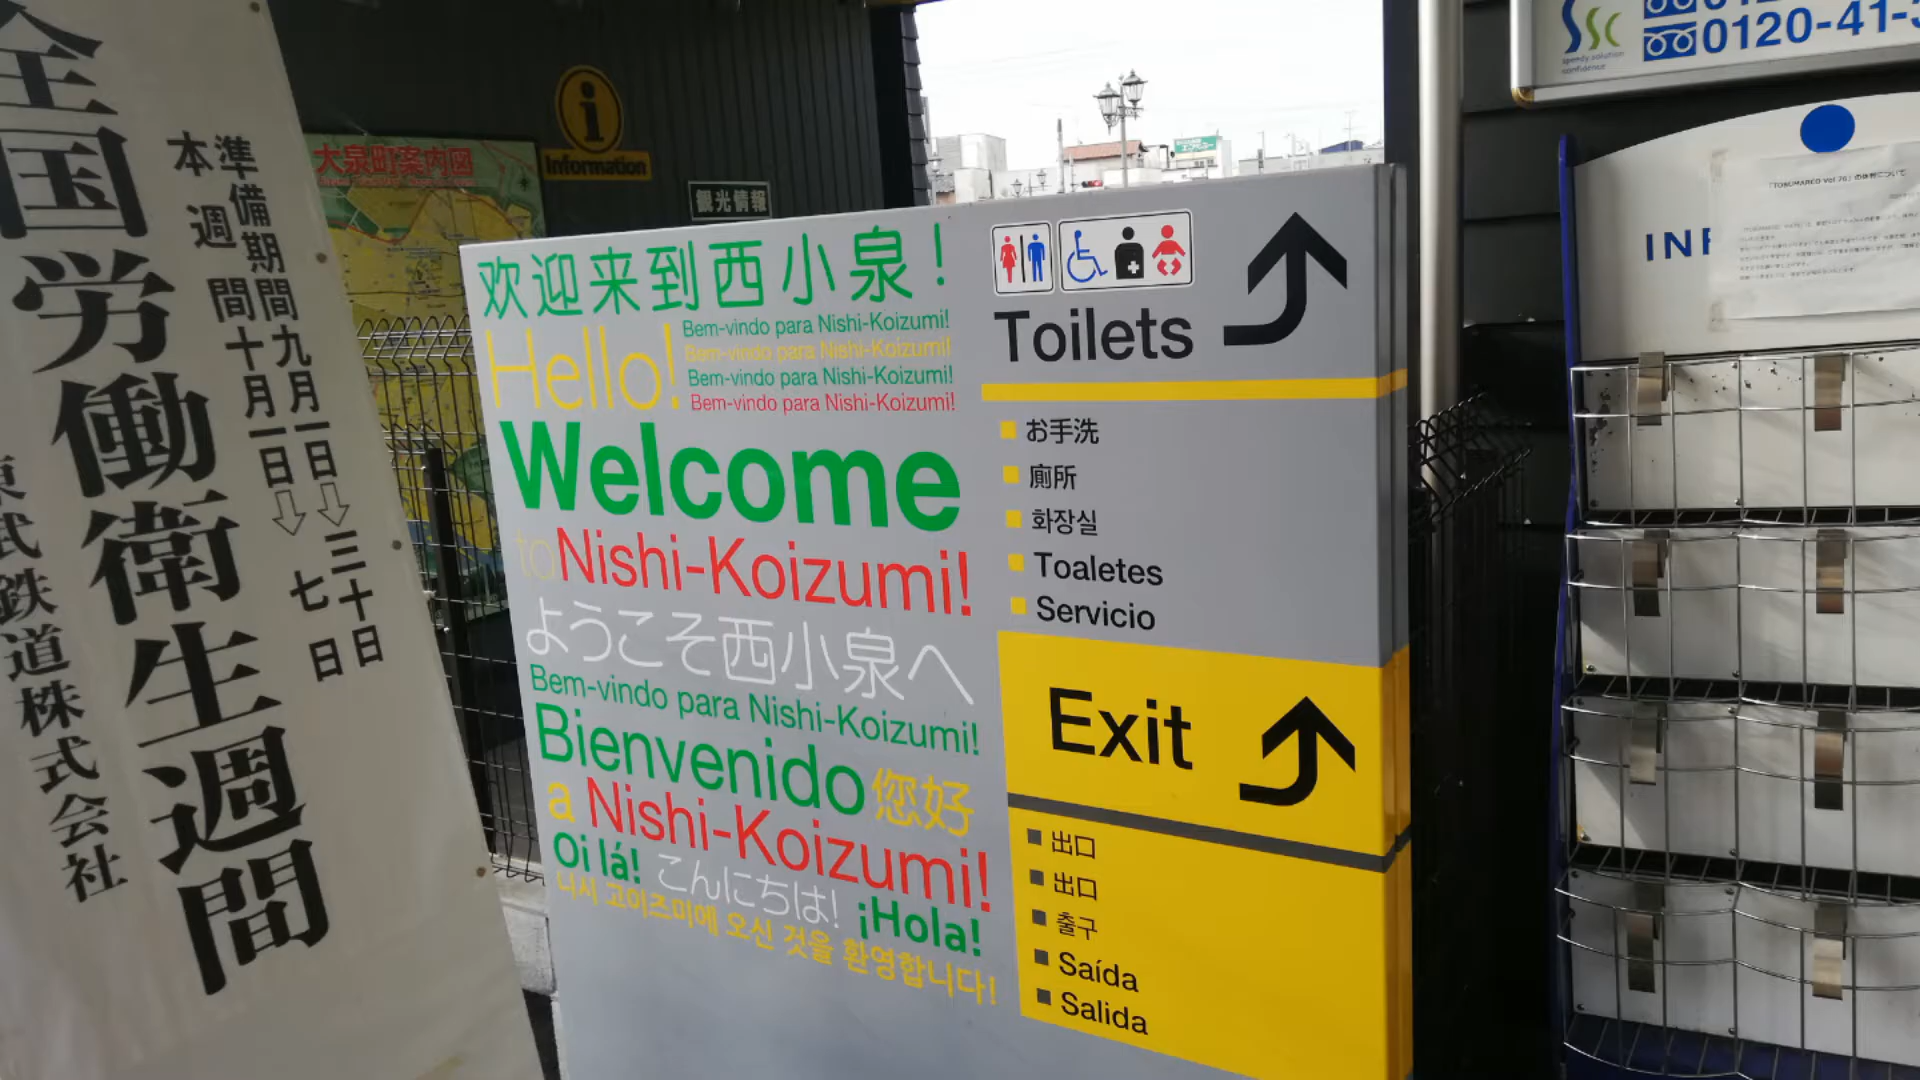 全国労働衛生週間
準備期間九月一日⇨三十日
本週間十月一日⇨七日
東武鉄道株式会社
大泉町案内図
i
Information
観光情報
欢迎来到西小泉!
Hello!
Bem-vindo para Nishi-Koizumi!
Bem-vindo para Nishi-Koizumi!
Bem-vindo para Nishi-Koizumi!
Bem-vindo para Nishi-Koizumi!
Welcome
to Nishi-Koizumi!
ようこそ西小泉へ
Bem-vindo para Nishi-Koizumi!
Bienvenido 您好
a Nishi-Koizumi!
Oi lá! こんにちは! ¡Hola!
니시 고이즈미에 오신 것을 환영합니다!
Toilets
お手洗
廁所
화장실
Toaletes
Servicio
Exit
出口
出口
출구
Saída
Salida
SSC
speedy.solution
confidence
0120-41-
INF